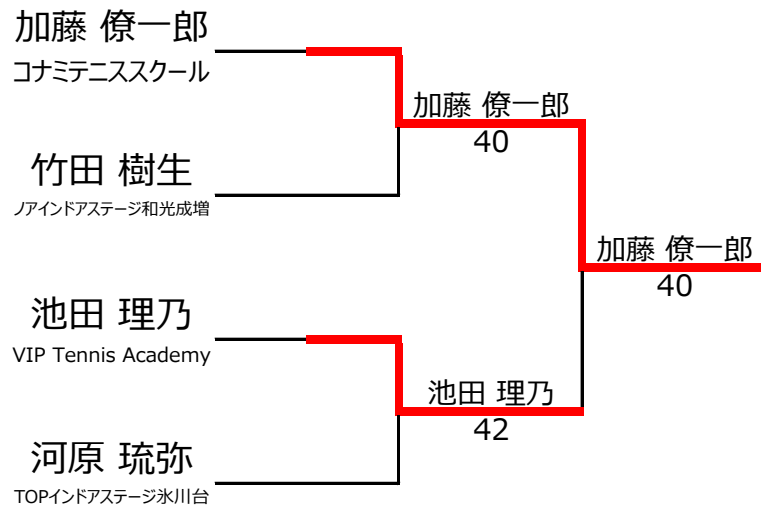 加藤 僚一郎
コナミテニススクール
加藤 僚一郎
40
竹田 樹生
ノアインドアステージ和光成増
加藤 僚一郎
40
池田 理乃
VIP Tennis Academy
池田 理乃
42
河原 琉弥
TOPインドアステージ氷川台